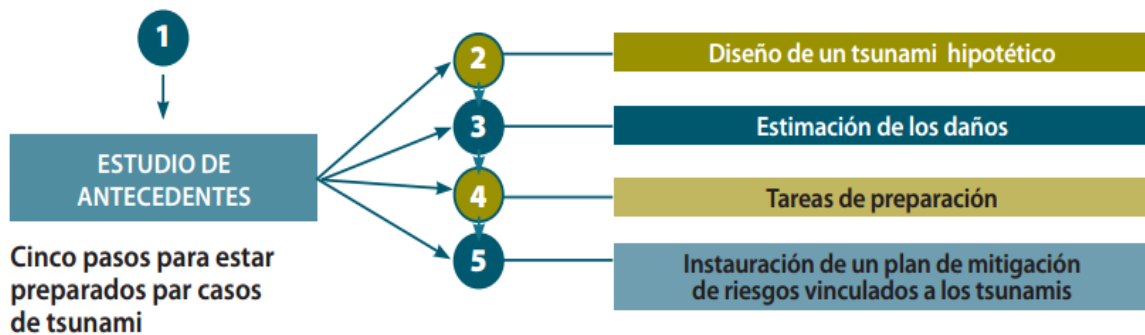 1
ESTUDIO DE
ANTECEDENTES
Cinco pasos para estar
preparados par casos
de tsunami
2
Diseño de un tsunami hipotético
3
Estimación de los daños
4
Tareas de preparación
5
Instauración de un plan de mitigación
de riesgos vinculados a los tsunamis